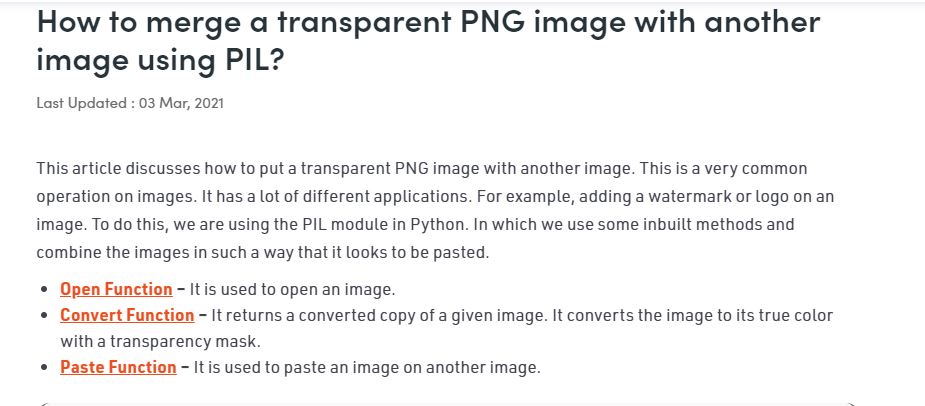 How to merge a transparent PNG image with another
image using PIL?
Last Updated : 03 Mar, 2021
This article discusses how to put a transparent PNG image with another image. This is a very common
operation on images. It has a lot of different applications. For example, adding a watermark or logo on an
image. To do this, we are using the PIL module in Python. In which we use some inbuilt methods and
combine the images in such a way that it looks to be pasted.
• Open Function – It is used to open an image.
• Convert Function – It returns a converted copy of a given image. It converts the image to its true color
with a transparency mask.
• Paste Function – It is used to paste an image on another image.